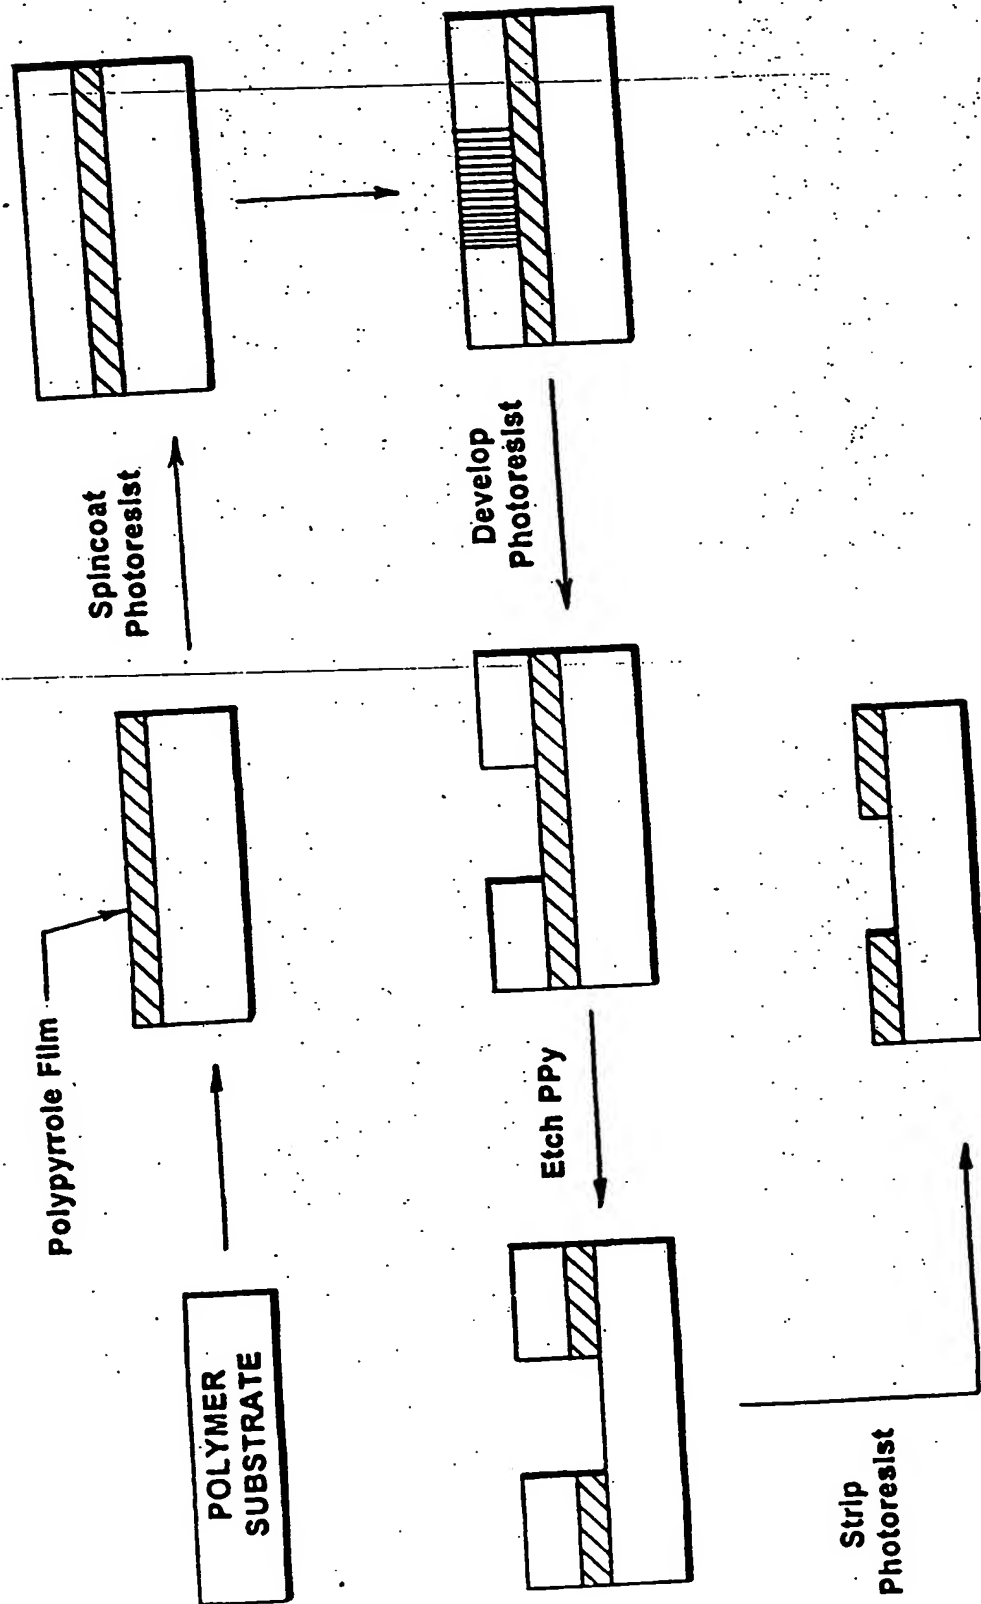 Polypyrrole Film
Spincoat
Photoresist
POLYMER
SUBSTRATE
Develop
Photoresist
Etch PPy
Strip
Photoresist